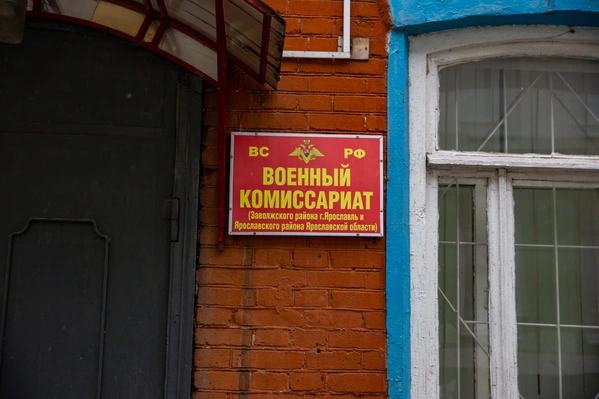 ВС РФ
ВОЕННЫЙ
КОМИССАРИАТ
(Заволжского района г.Ярославль и
Ярославского района Ярославской области)